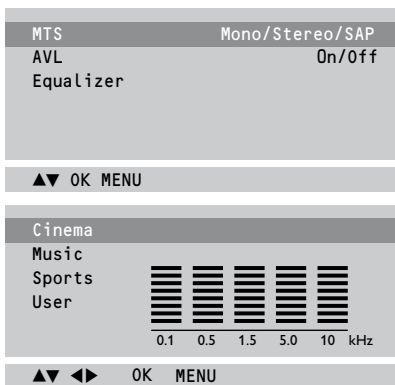 MTS Mono/Stereo/SAP
AVL On/Off
Equalizer
▲▼ OK MENU
Cinema
Music
Sports
User
0.1 0.5 1.5 5.0 10 kHz
▲▼ ◀▶ OK MENU